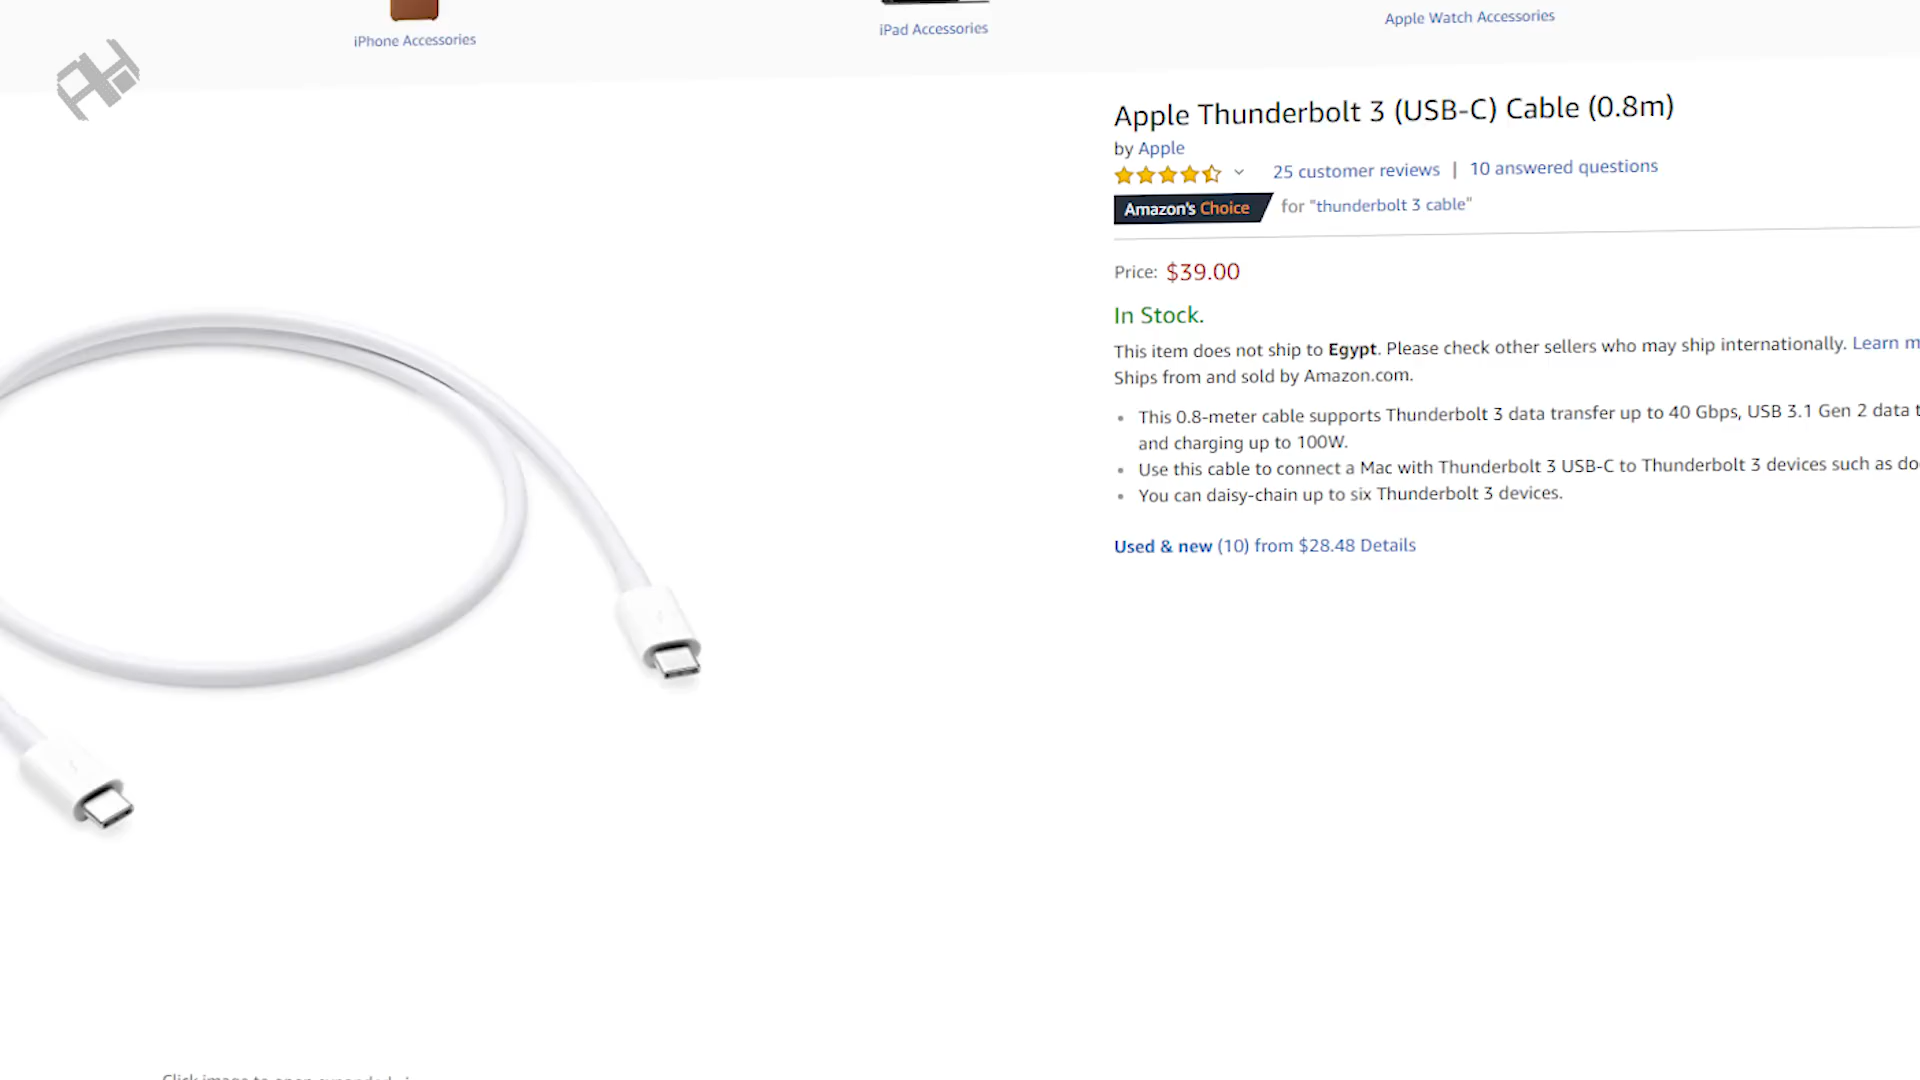 iPhone Accessories
iPad Accessories
Apple Watch Accessories
Apple Thunderbolt 3 (USB-C) Cable (0.8m)
by Apple
25 customer reviews | 10 answered questions
Amazon's Choice for "thunderbolt 3 cable"
Price: $39.00
In Stock.
This item does not ship to Egypt. Please check other sellers who may ship internationally. Learn
Ships from and sold by Amazon.com.
• This 0.8-meter cable supports Thunderbolt 3 data transfer up to 40 Gbps, USB 3.1 Gen 2 data
and charging up to 100W.
• Use this cable to connect a Mac with Thunderbolt 3 USB-C to Thunderbolt 3 devices such as
• You can daisy-chain up to six Thunderbolt 3 devices.
Used & new (10) from $28.48 Details